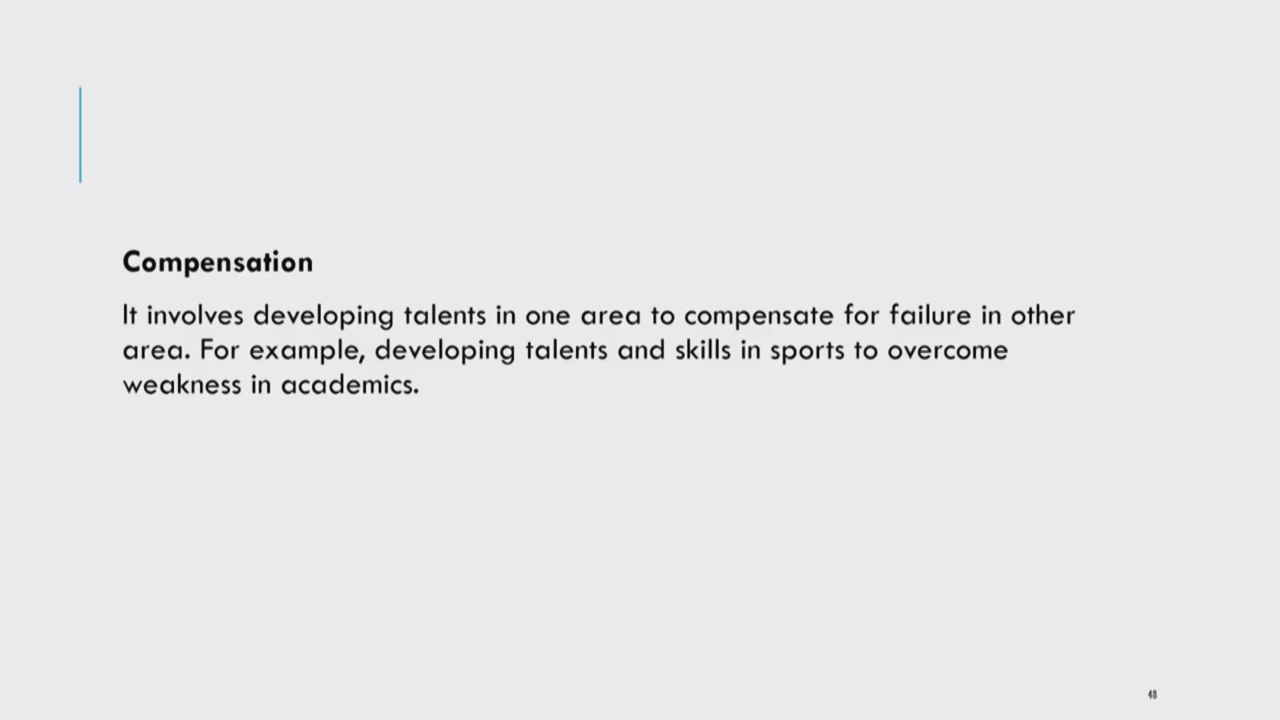 Compensation
It involves developing talents in one area to compensate for failure in other
area. For example, developing talents and skills in sports to overcome
weakness in academics.
48